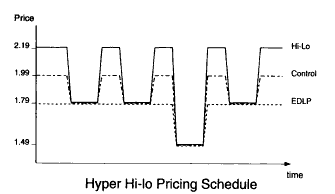 Price
2.19
Hi-Lo
1.99
Control
1.79
EDLP
1.49
time
Hyper Hi-lo Pricing Schedule